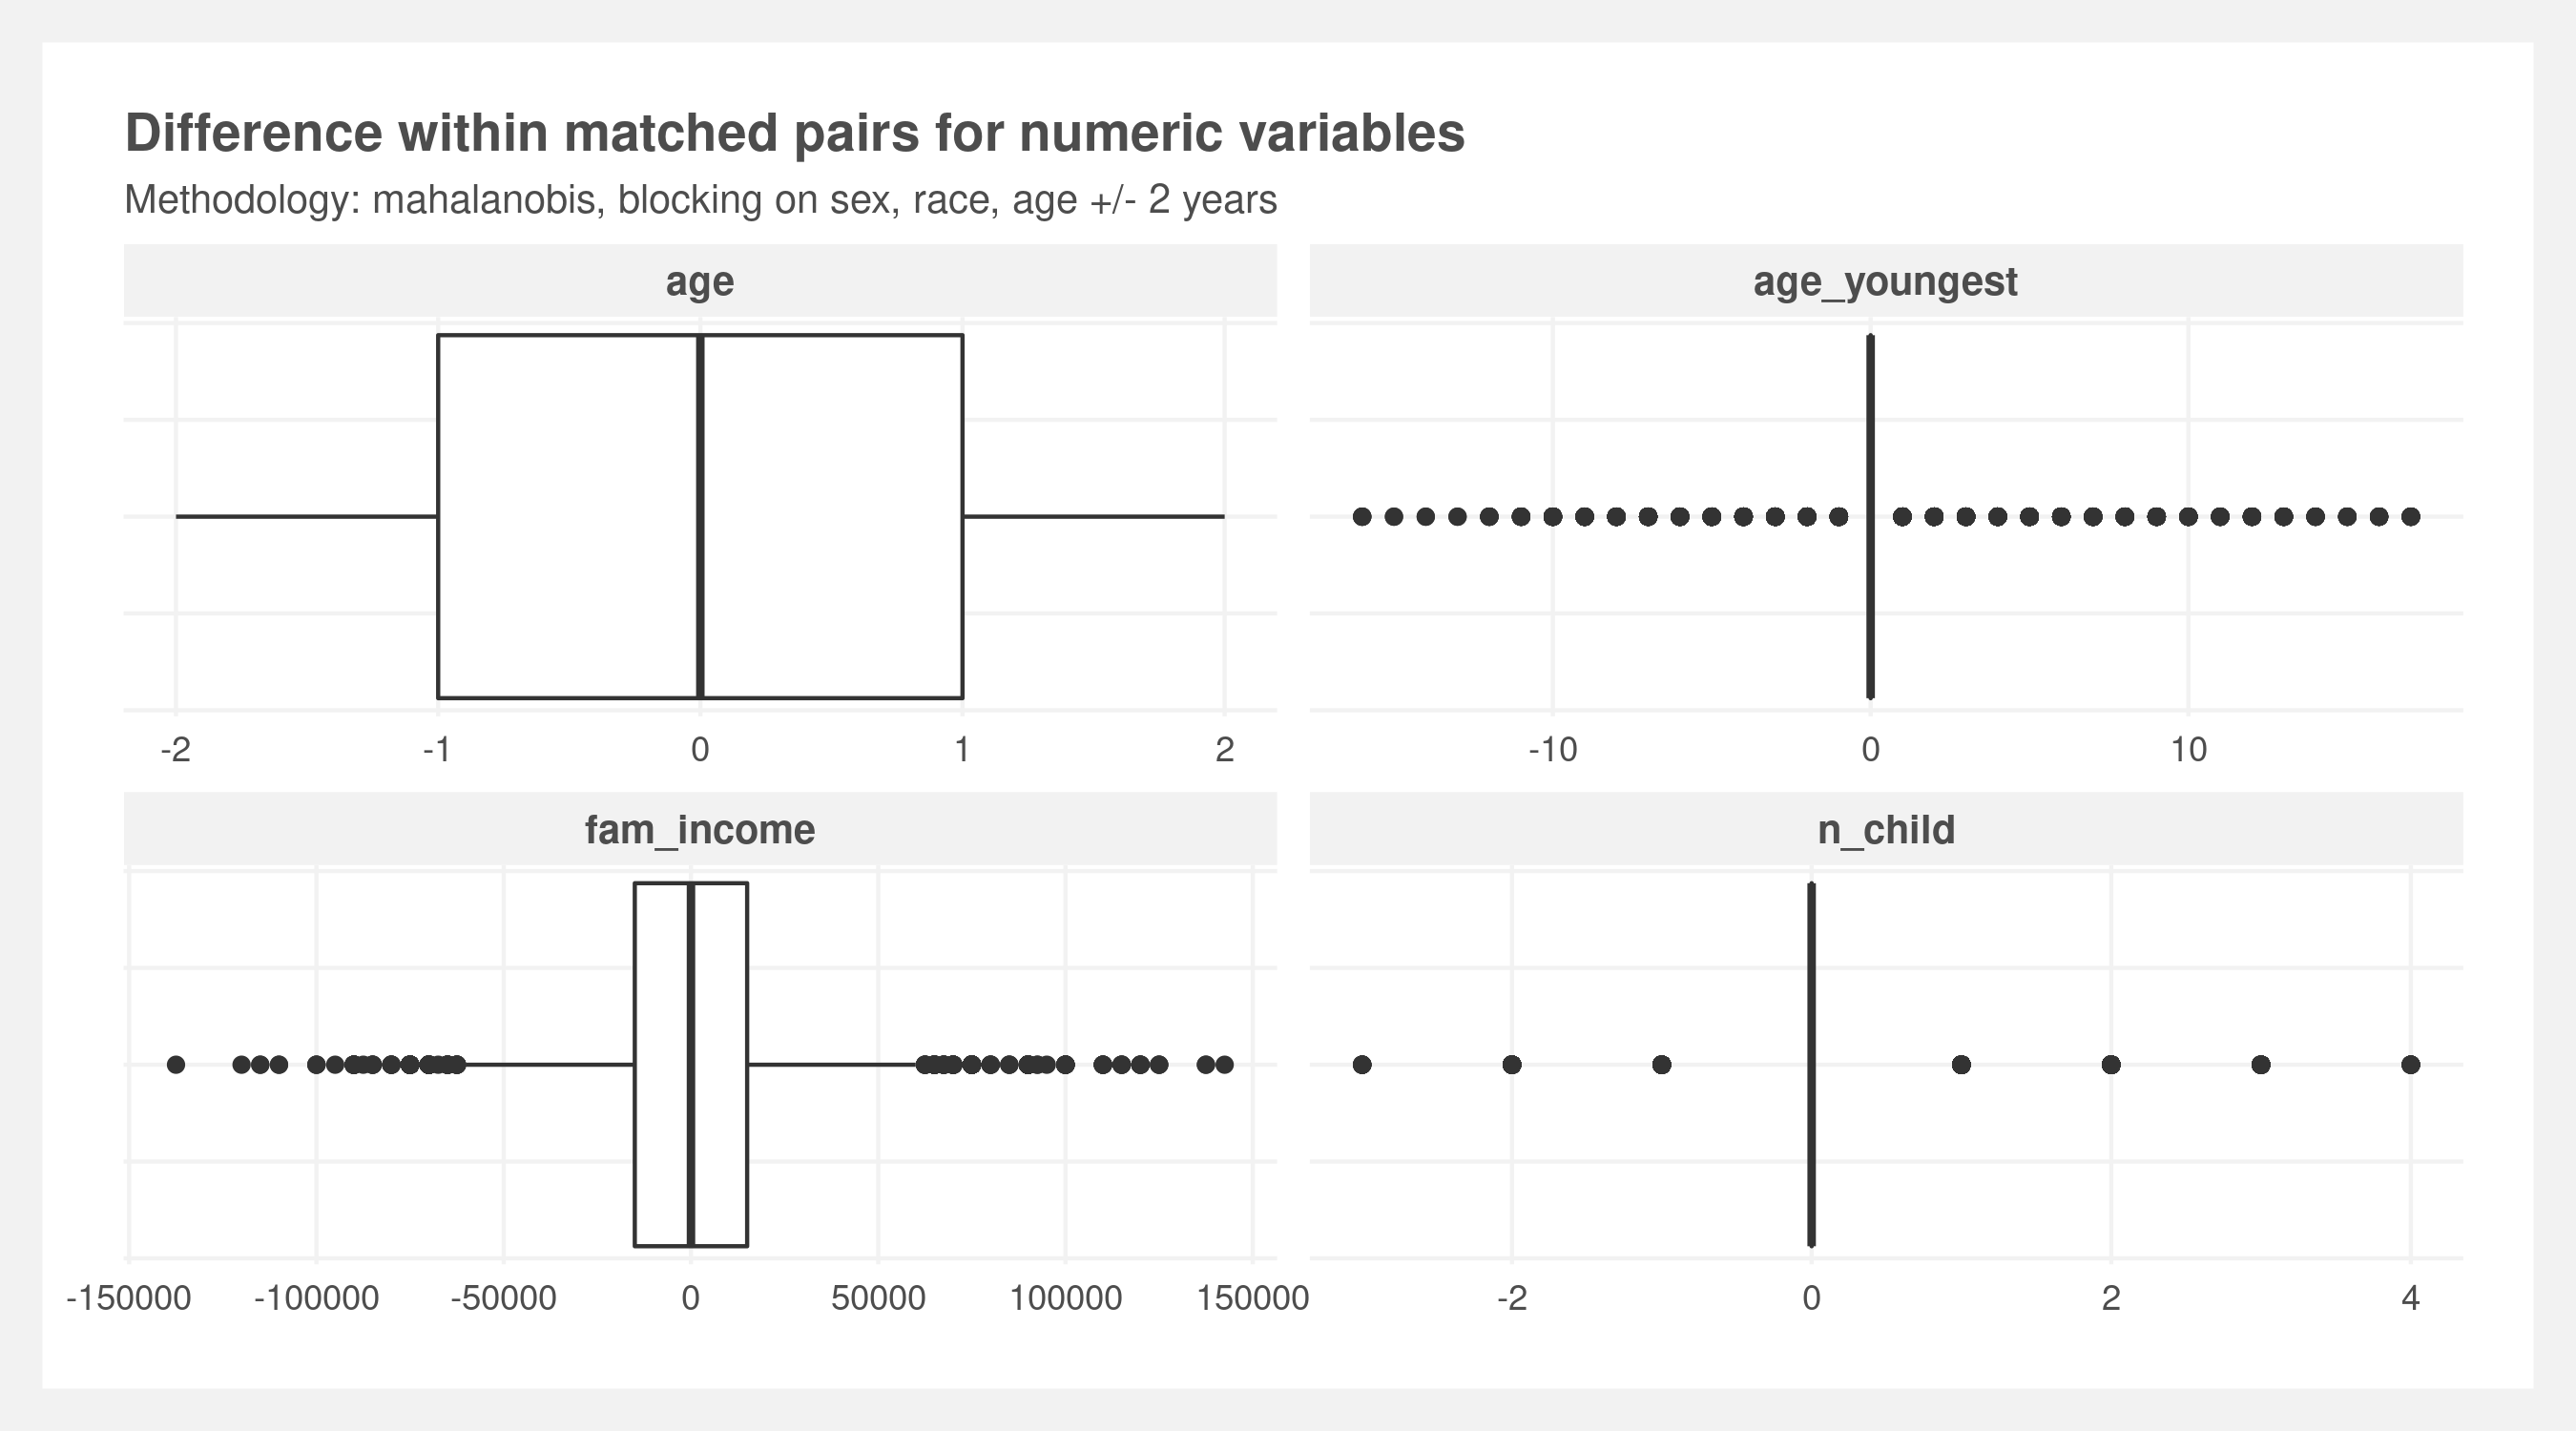 Difference within matched pairs for numeric variables
Methodology: mahalanobis, blocking on sex, race, age +/- 2 years
age
age_youngest
-2 -1 0 1 2
-10 0 10
fam_income
n_child
-150000 -100000 -50000 0 50000 100000 150000
-2 0 2 4